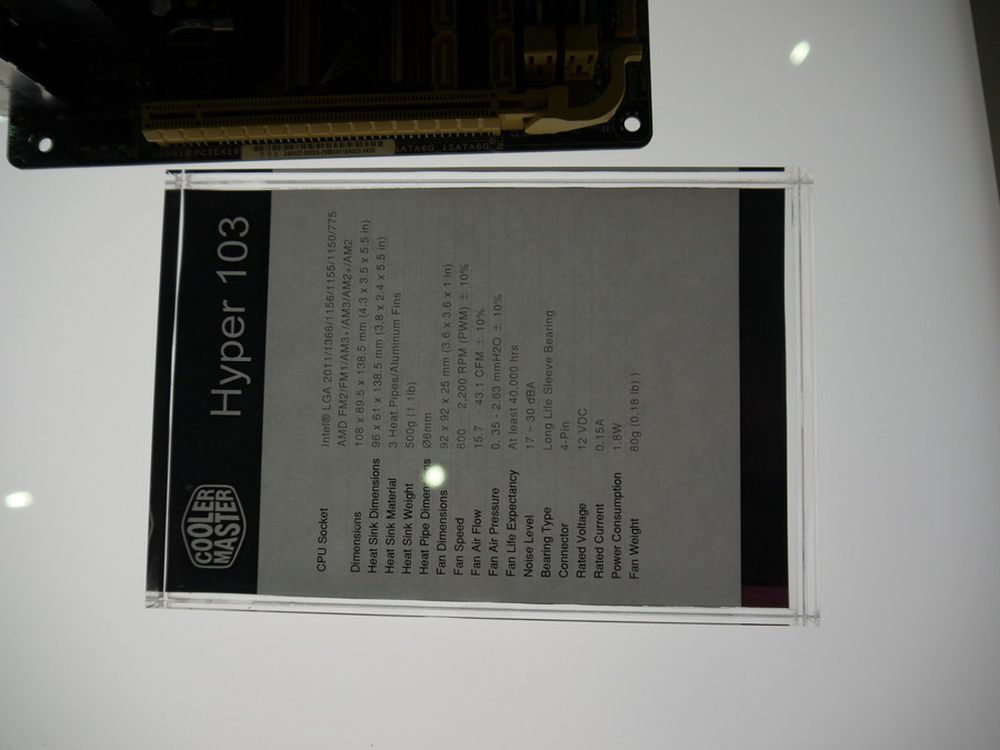 SATA6G_1SATA6G_
COOLER
MASTER
Hyper 103
CPU Socket Intel® LGA 2011/1366/1156/1155/1150/775
AMD FM2/FM1/AM3+/AM3/AM2+/AM2
Dimensions 108 x 89.5 x 138.5 mm (4.3 x 3.5 x 5.5 in)
Heat Sink Dimensions 96 x 61 x 138.5 mm (3.8 x 2.4 x 5.5 in)
Heat Sink Material 3 Heat Pipes/Aluminum Fins
Heat Sink Weight 500g (1.1lb)
Heat Pipe Dimensions Ø6mm
Fan Dimensions 92 x 92 x 25 mm (3.6 x 3.6 x 1 in)
Fan Speed 800 2.200 RPM (PWM) ± 10%
Fan Air Flow 15.7 43.1 CFM ± 10%
Fan Air Pressure 0.35 - 2.63 mmH2O ± 10%
Fan Life Expectancy At least 40.000 hrs
Noise Level 17 ~ 30 dBA
Bearing Type Long Life Sleeve Bearing
Connector 4-Pin
Rated Voltage 12 VDC
Rated Current 0.15A
Power Consumption 1.8W
Fan Weight 80g (0.18 lb) )